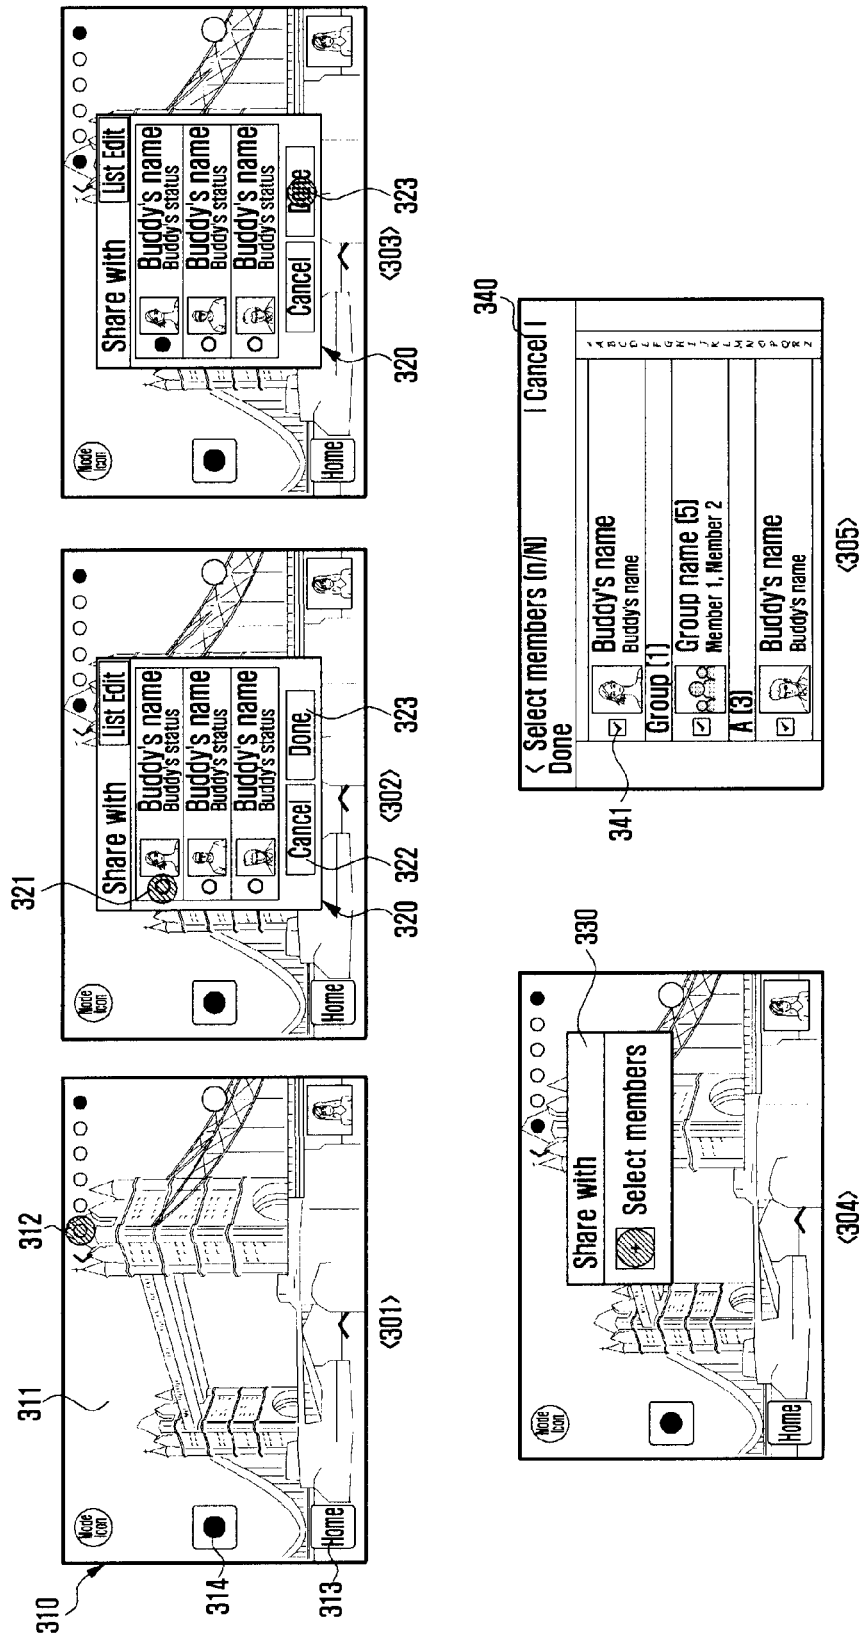 310
311
312
313
314
Mode
icon
Home
<301>
Mode
icon
Home
Share with
List Edit
Buddy's name
Buddy's status
Buddy's name
Buddy's status
Buddy's name
Buddy's status
Cancel
Done
320
321
322
323
<302>
Mode
icon
Home
Share with
List Edit
Buddy's name
Buddy's status
Buddy's name
Buddy's status
Buddy's name
Buddy's status
Cancel
Done
320
323
<303>
Mode
icon
Home
Share with
+ Select members
330
<304>
< Select members (n/N)
| Cancel |
Done
Buddy's name
Buddy's name
Group (1)
Group name (5)
Member 1, Member 2
A (3)
Buddy's name
Buddy's name
A
B
C
D
E
F
G
H
I
J
K
L
M
N
O
P
Q
R
Z
340
341
<305>